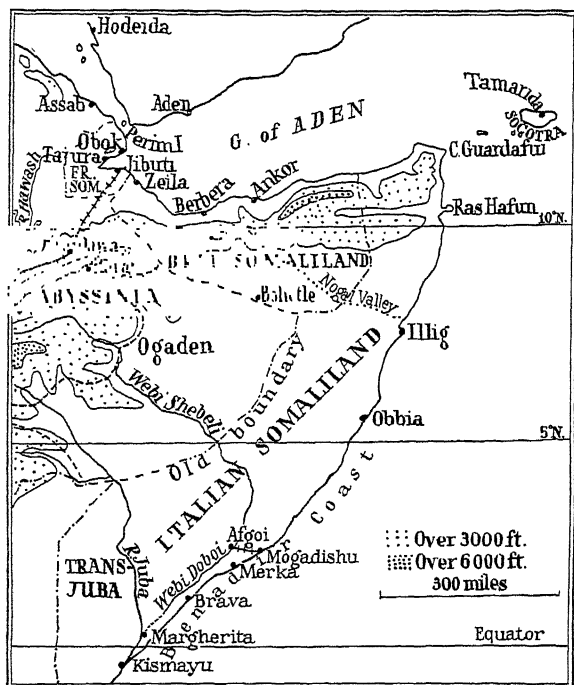 Hodeida
Tamarida
SOGOTRA
Assab
Aden
G. of ADEN
Perim I
Obok
Tajura
Jibuti
FR.
SOM.
Zeila
C. Guardafui
R. Hawash
Berbera
Ankor
Ras Hafun
10°N.
SOMALILAND
ABYSSINIA
Bohotle
Nogal Valley
Illig
Ogaden
Webi Shebeli
Old boundary
ITALIAN SOMALILAND
Obbia
5°N.
Benadir Coast
Afgoi
Mogadishu
Merka
Webi Doboi
Brava
TRANS-
JUBA
R. Juba
Margherita
Kismayu
Over 3000 ft.
Over 6000 ft.
300 miles
Equator